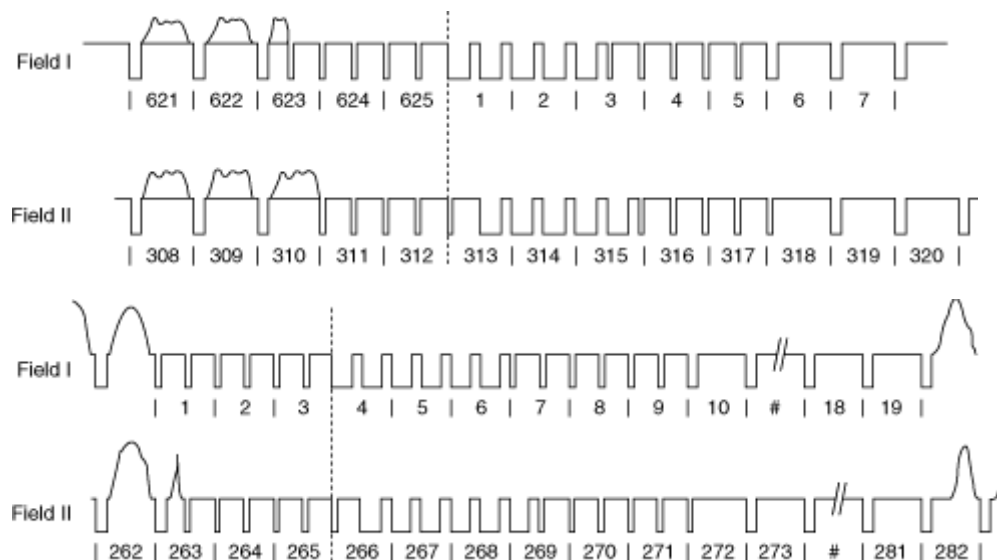 Field I
| 621 | 622 | 623 | 624 | 625 | 1 | 2 | 3 | 4 | 5 | 6 | 7 |
Field II
| 308 | 309 | 310 | 311 | 312 | 313 | 314 | 315 | 316 | 317 | 318 | 319 | 320 |
Field I
| 1 | 2 | 3 | 4 | 5 | 6 | 7 | 8 | 9 | 10 | # | 18 | 19 |
Field II
| 262 | 263 | 264 | 265 | 266 | 267 | 268 | 269 | 270 | 271 | 272 | 273 | # | 281 | 282 |